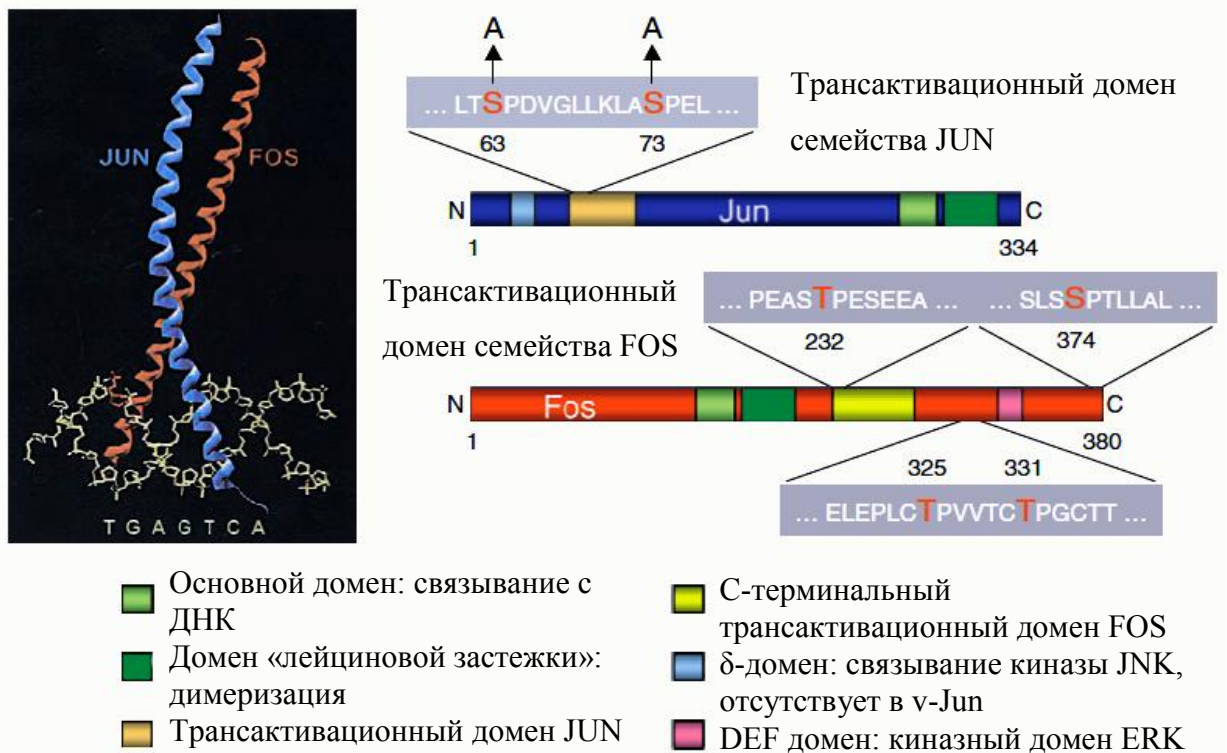 A A
... LTSPDVGLLKLASPEL ...
63 73
Трансактивационный домен
семейства JUN
JUN FOS
N Jun C
1 334
Трансактивационный
домен семейства FOS
... PEASTPESEEA ... ... SLSSPTLLAL ...
232 374
N Fos C
1 380
325 331
... ELEPLCTPVVTCTPGCTT ...
T G A G T C A
Основной домен: связывание с
ДНК
Домен «лейциновой застежки»:
димеризация
Трансактивационный домен JUN
С-терминальный
трансактивационный домен FOS
δ-домен: связывание киназы JNK,
отсутствует в v-Jun
DEF домен: киназный домен ERK